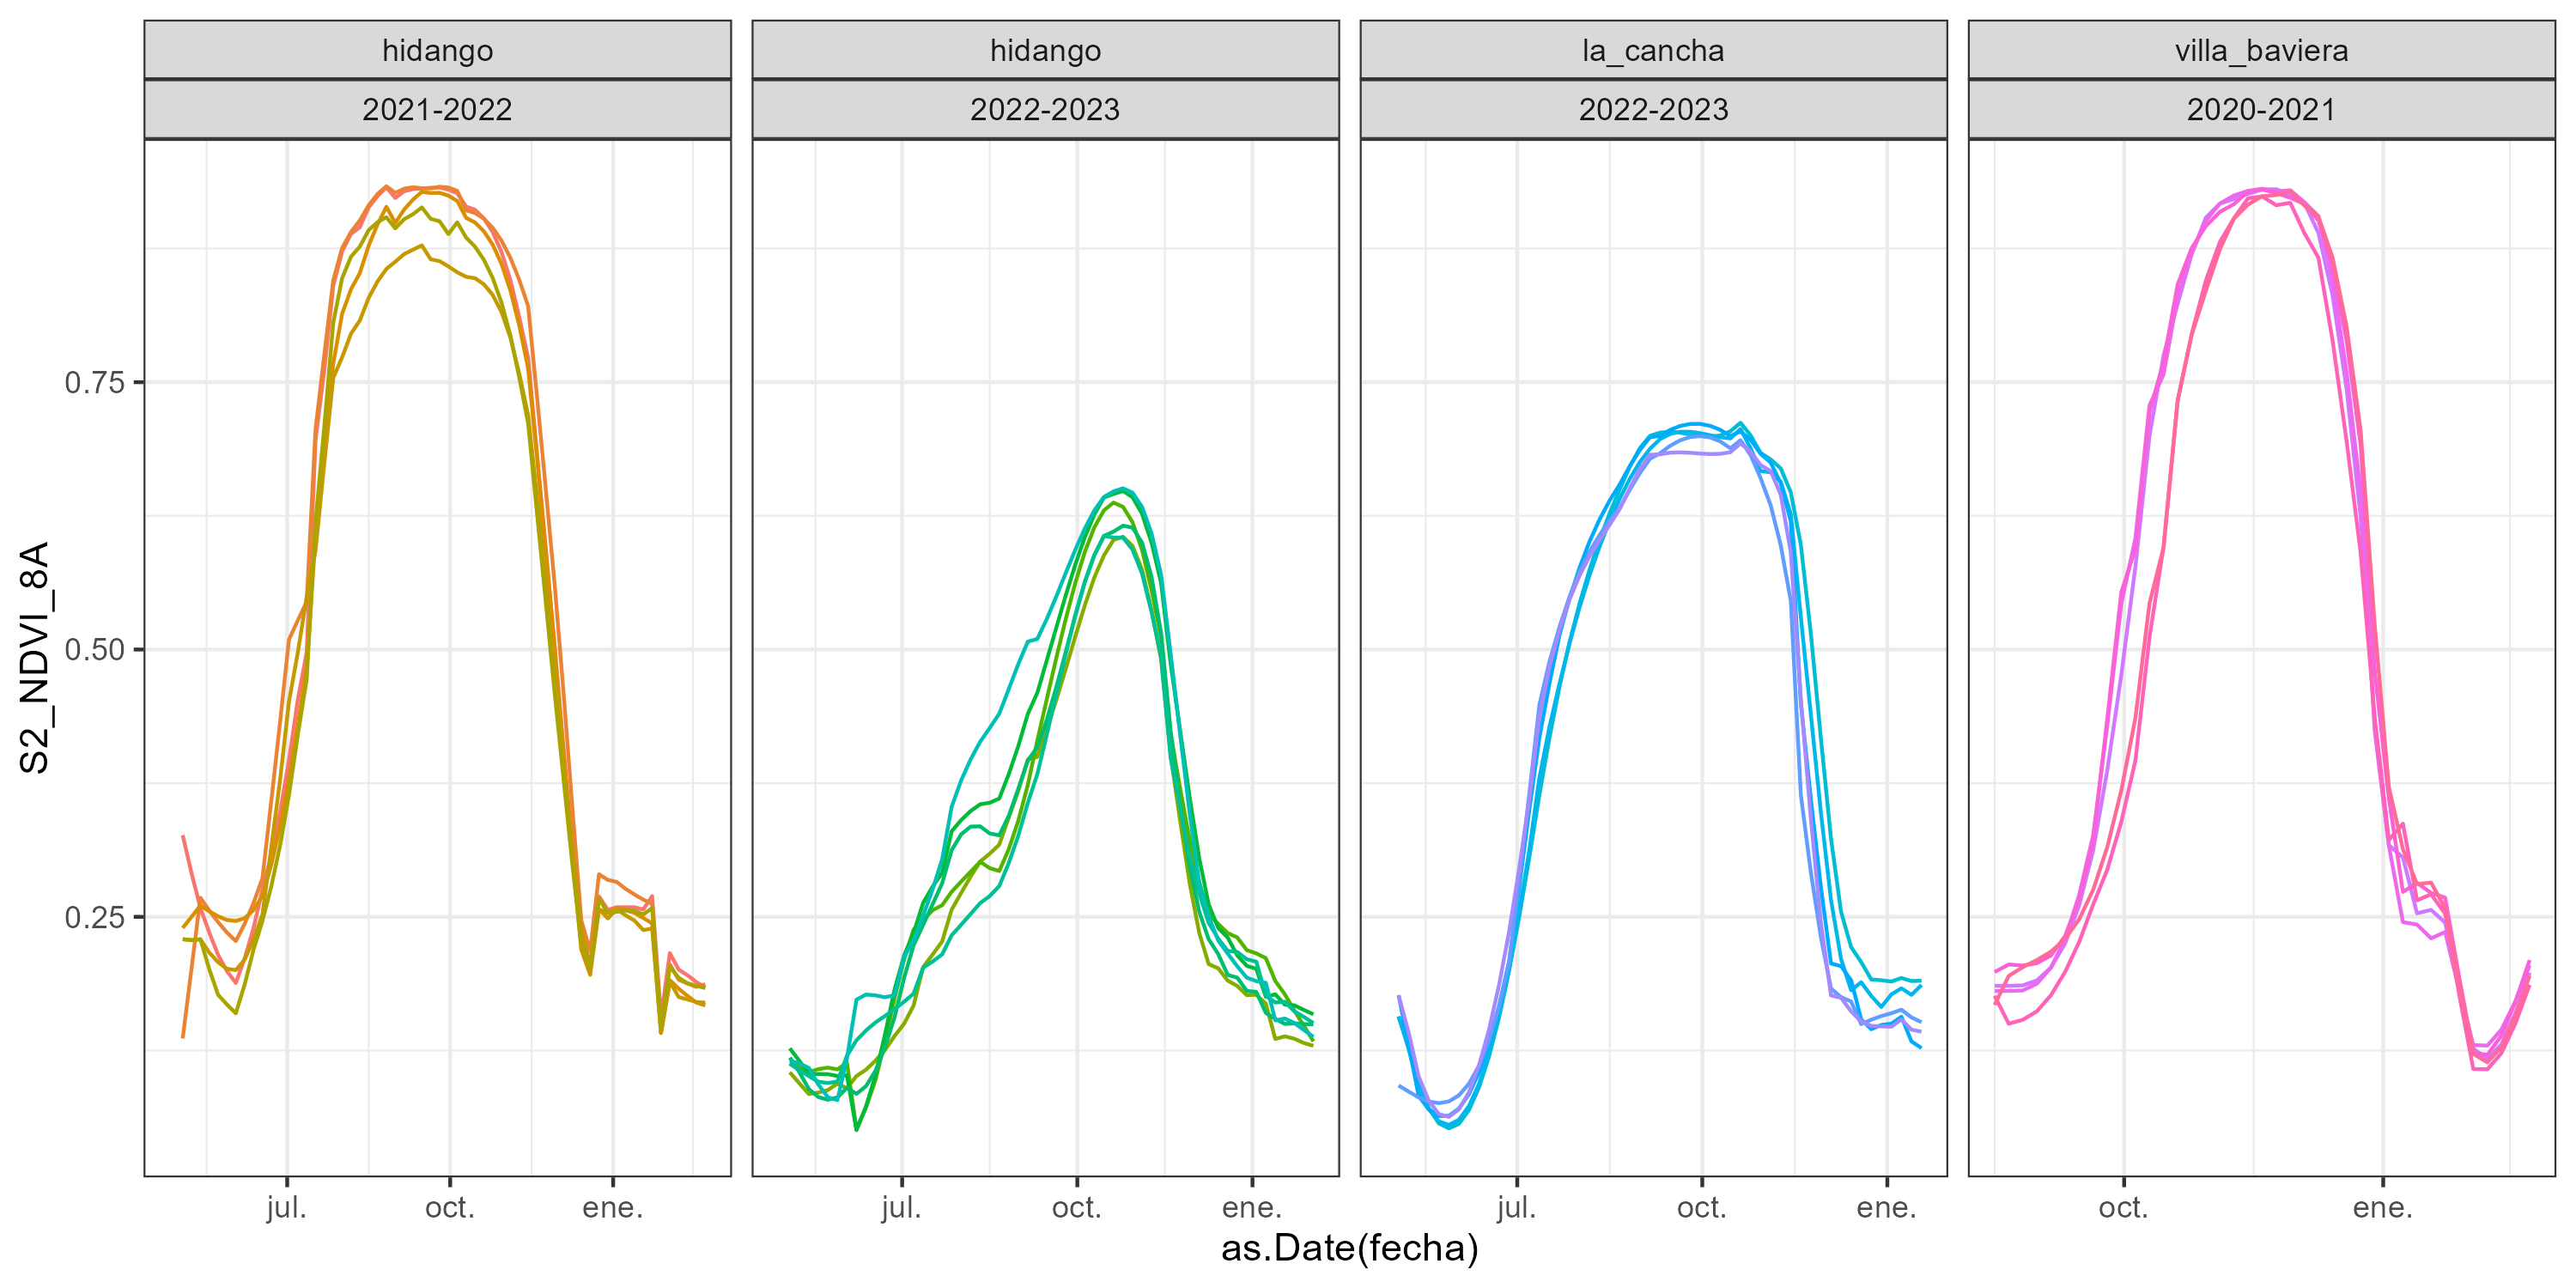 hidango hidango la_cancha villa_baviera
2021-2022 2022-2023 2022-2023 2020-2021
S2_NDVI_8A
0.75
0.50
0.25
jul. oct. ene. jul. oct. ene. jul. oct. ene. oct. ene.
as.Date(fecha)